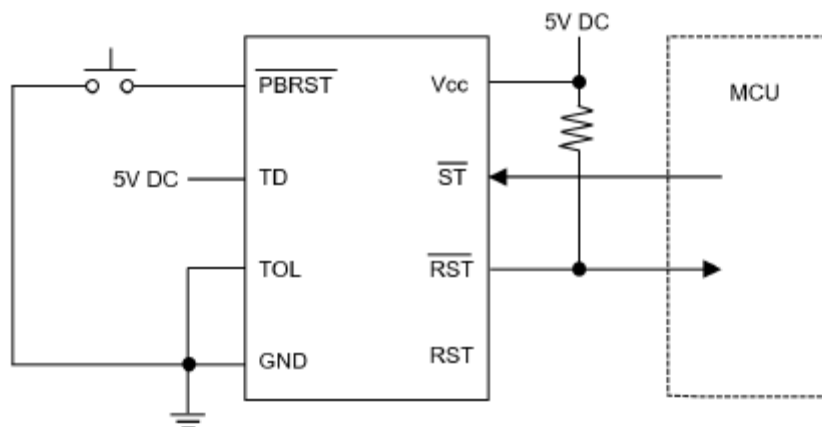 5V DC
PBRST
Vcc
MCU
5V DC
TD
ST
TOL
RST
GND
RST